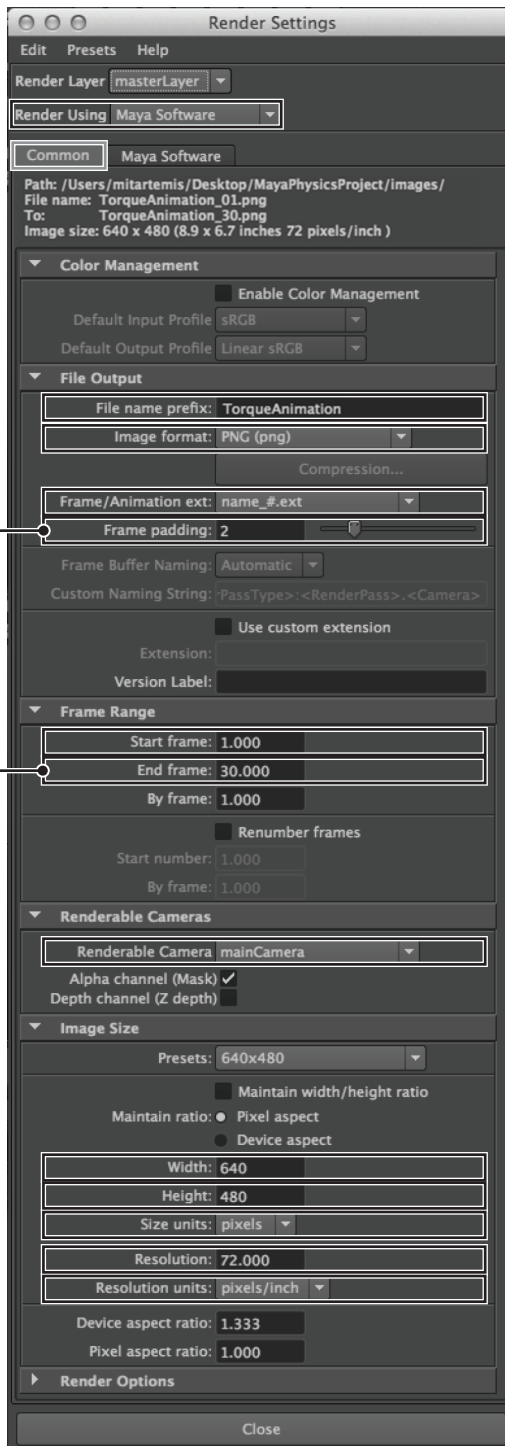 Render Settings
Edit Presets Help
Render Layer masterLayer
Render Using Maya Software
Common Maya Software
Path: /Users/mitartemis/Desktop/MayaPhysicsProject/images/
File name: TorqueAnimation_01.png
To: TorqueAnimation_30.png
Image size: 640 x 480 (8.9 x 6.7 inches 72 pixels/inch )
Color Management
Enable Color Management
Default Input Profile sRGB
Default Output Profile Linear sRGB
File Output
File name prefix: TorqueAnimation
Image format: PNG (png)
Compression...
Frame/Animation ext: name_#.ext
Frame padding: 2
Frame Buffer Naming: Automatic
Custom Naming String: PassType>:<RenderPass>.<Camera>
Use custom extension
Extension:
Version Label:
Frame Range
Start frame: 1.000
End frame: 30.000
By frame: 1.000
Renumber frames
Start number: 1.000
By frame: 1.000
Renderable Cameras
Renderable Camera mainCamera
Alpha channel (Mask)
Depth channel (Z depth)
Image Size
Presets: 640x480
Maintain width/height ratio
Maintain ratio: Pixel aspect
Device aspect
Width: 640
Height: 480
Size units: pixels
Resolution: 72.000
Resolution units: pixels/inch
Device aspect ratio: 1.333
Pixel aspect ratio: 1.000
Render Options
Close